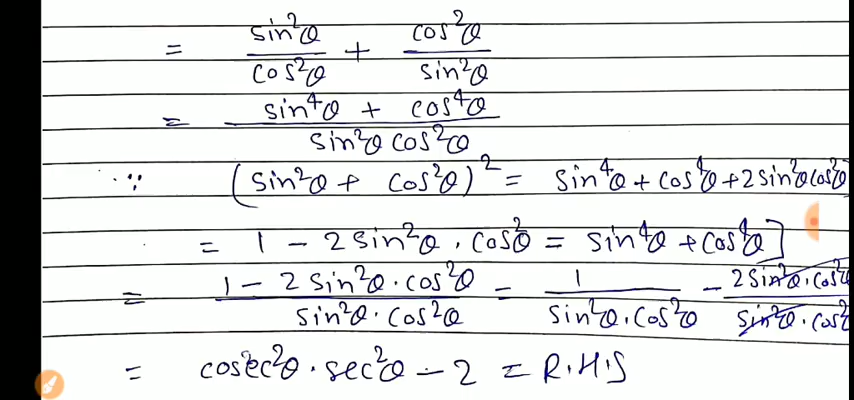 = sin²θ/cos²θ + cos²θ/sin²θ
= (sin⁴θ + cos⁴θ)/(sin²θ cos²θ)
∵ (sin²θ + cos²θ)² = sin⁴θ + cos⁴θ + 2sin²θcos²θ
= 1 - 2sin²θ · cos²θ = sin⁴θ + cos⁴θ]
= (1 - 2sin²θ·cos²θ)/(sin²θ·cos²θ) = 1/(sin²θ·cos²θ) - 2sin²θ·cos²θ/sin²θ·cos²θ
= cosec²θ · sec²θ - 2 = R.H.S